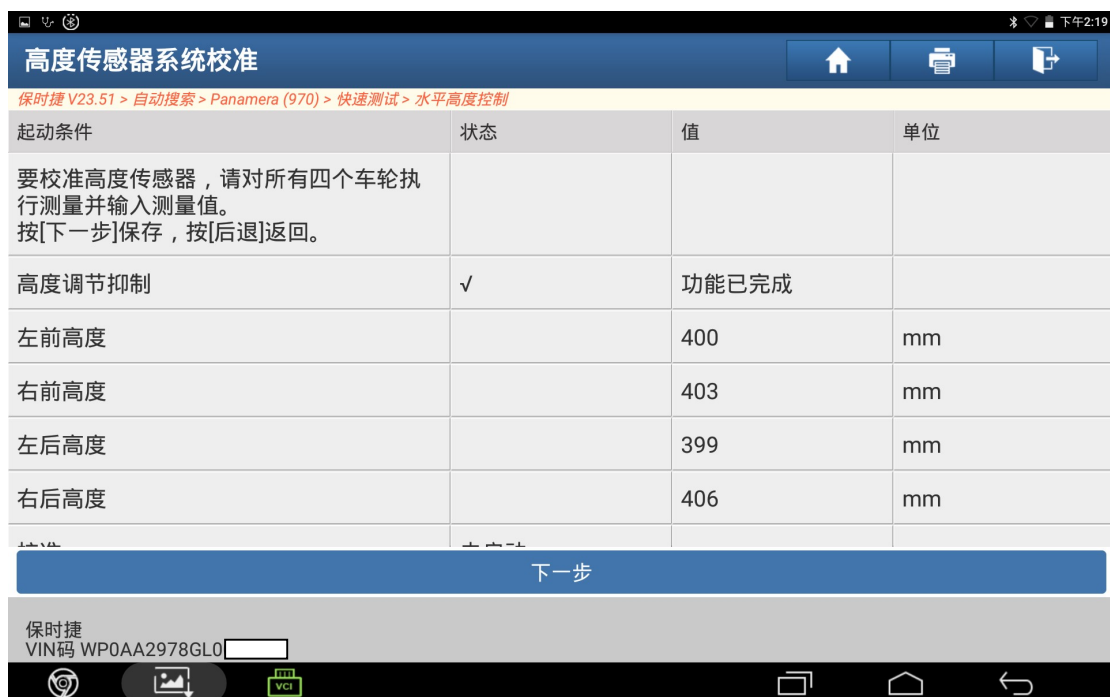 下午2:19
高度传感器系统校准
保时捷 V23.51 > 自动搜索 > Panamera (970) > 快速测试 > 水平高度控制
起动条件 状态 值 单位
要校准高度传感器，请对所有四个车轮执
行测量并输入测量值。
按[下一步]保存，按[后退]返回。
高度调节抑制 √ 功能已完成
左前高度 400 mm
右前高度 403 mm
左后高度 399 mm
右后高度 406 mm
下一步
保时捷
VIN码 WP0AA2978GL0
VCI